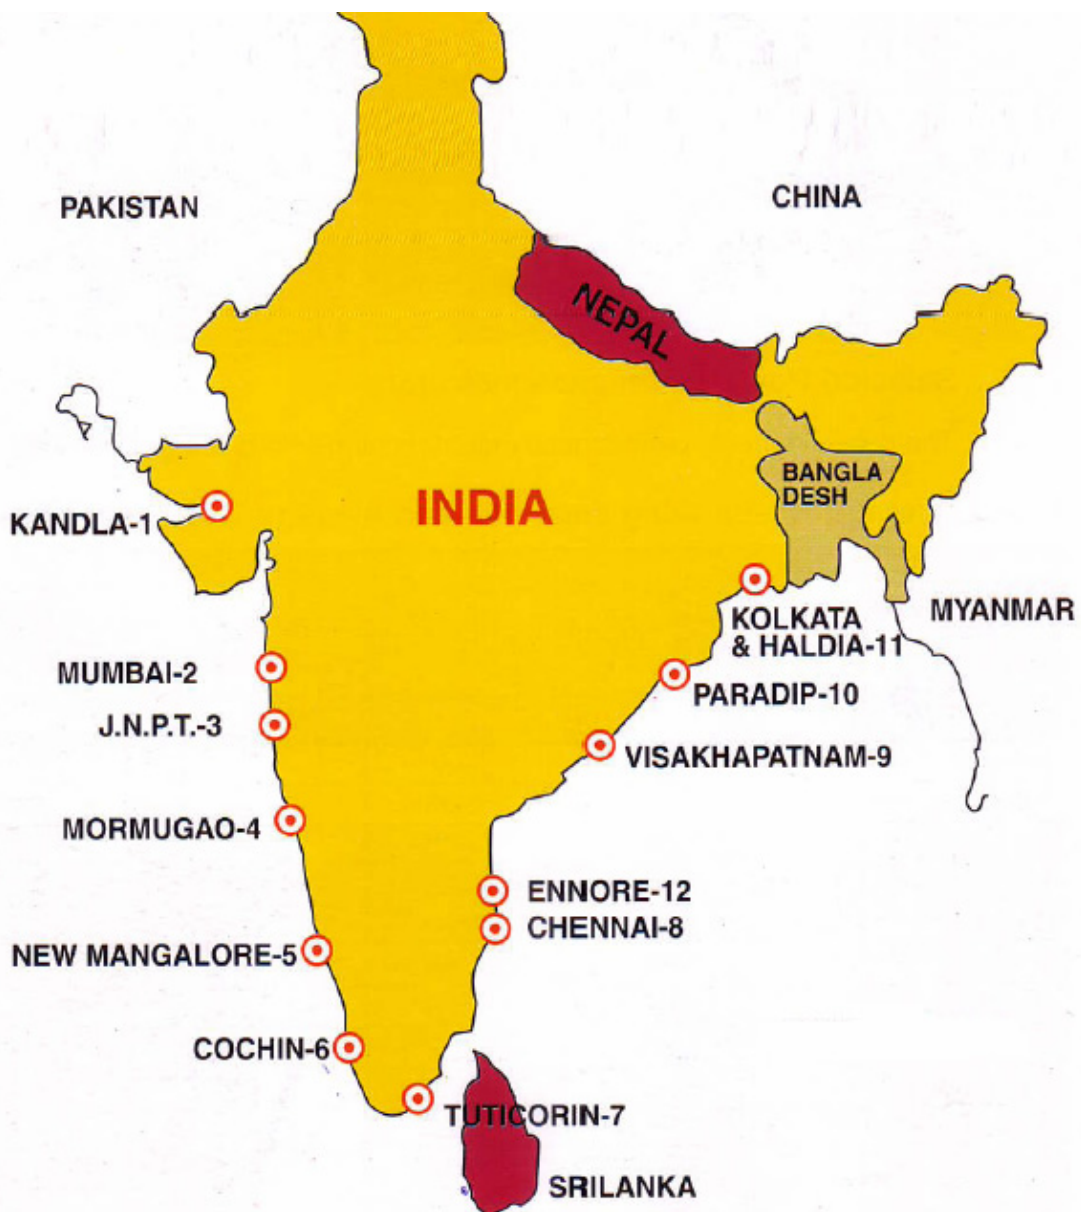 PAKISTAN
CHINA
NEPAL
BANGLA
DESH
INDIA
KANDLA-1
MYANMAR
KOLKATA
& HALDIA-11
MUMBAI-2
PARADIP-10
J.N.P.T.-3
VISAKHAPATNAM-9
MORMUGAO-4
ENNORE-12
CHENNAI-8
NEW MANGALORE-5
COCHIN-6
TUTICORIN-7
SRILANKA